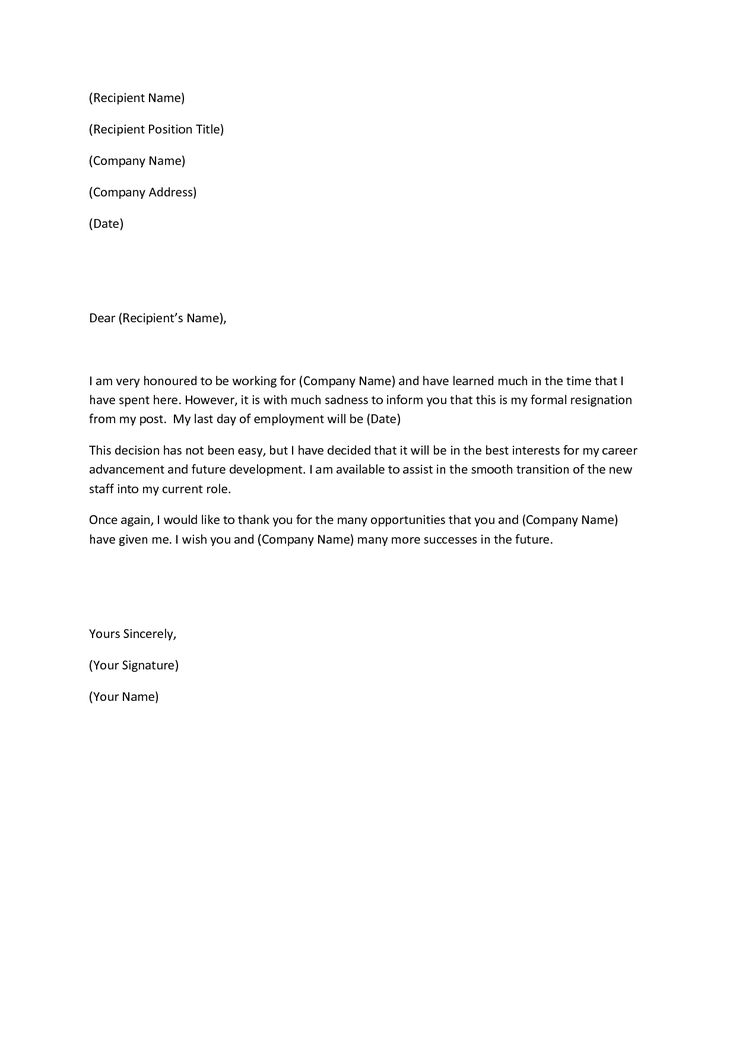 (Recipient Name)
(Recipient Position Title)
(Company Name)
(Company Address)
(Date)
Dear (Recipient’s Name),
I am very honoured to be working for (Company Name) and have learned much in the time that I
have spent here. However, it is with much sadness to inform you that this is my formal resignation
from my post.  My last day of employment will be (Date)
This decision has not been easy, but I have decided that it will be in the best interests for my career
advancement and future development. I am available to assist in the smooth transition of the new
staff into my current role.
Once again, I would like to thank you for the many opportunities that you and (Company Name)
have given me. I wish you and (Company Name) many more successes in the future.
Yours Sincerely,
(Your Signature)
(Your Name)